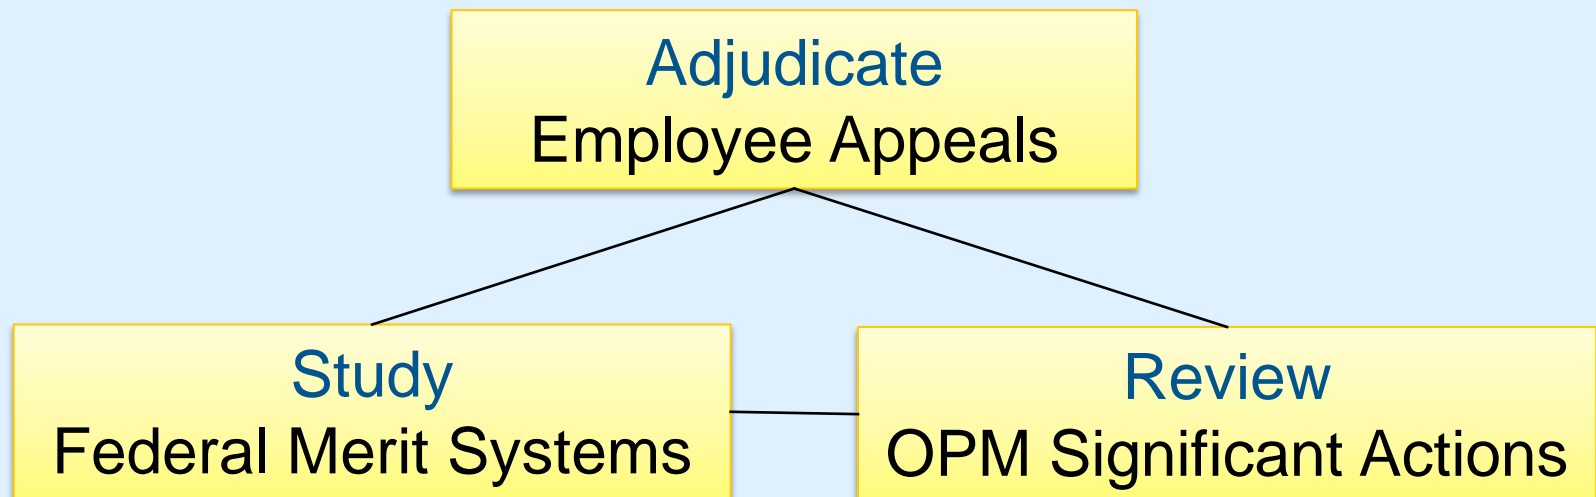 Adjudicate
Employee Appeals
Study
Federal Merit Systems
Review
OPM Significant Actions